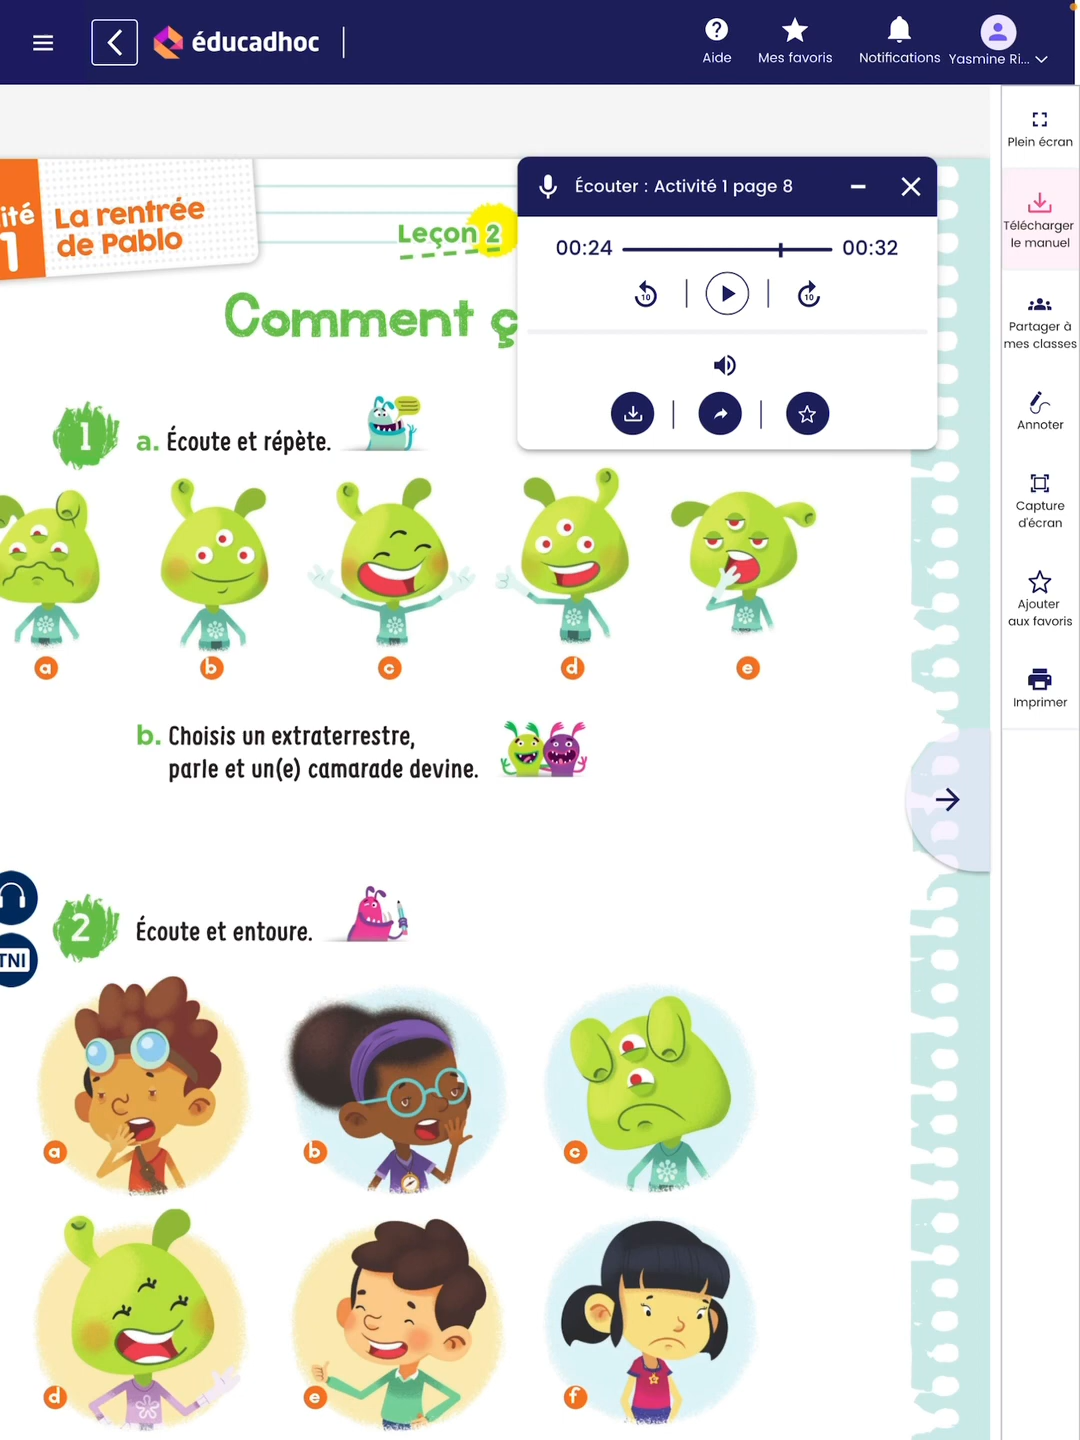 éducadhoc
Aide
Mes favoris
Notifications
Yasmine Ri...
Plein écran
Télécharger
le manuel
Partager à
mes classes
Annoter
Capture
d'écran
Ajouter
aux favoris
Imprimer
Écouter : Activité 1 page 8
00:24
00:32
10
10
ité
1
La rentrée
de Pablo
Leçon 2
Comment ç
1
a. Écoute et répète.
a
b
c
d
e
b. Choisis un extraterrestre,
parle et un(e) camarade devine.
2
Écoute et entoure.
TNI
a
b
c
d
e
f